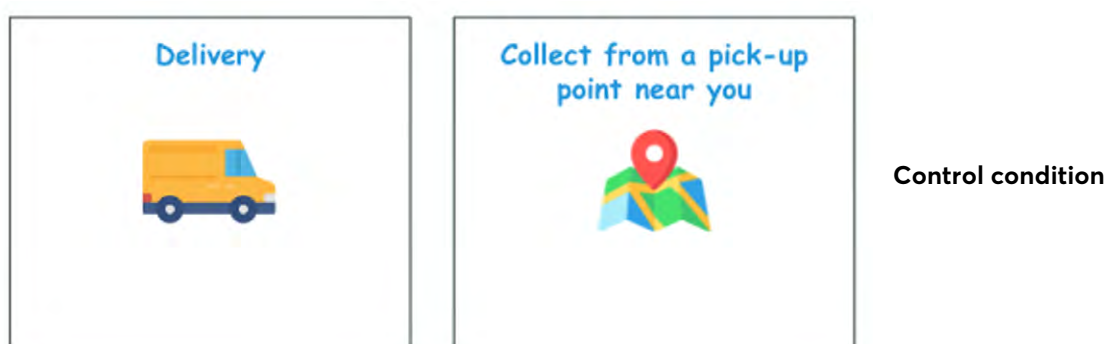 Delivery
Collect from a pick-up
point near you
Control condition